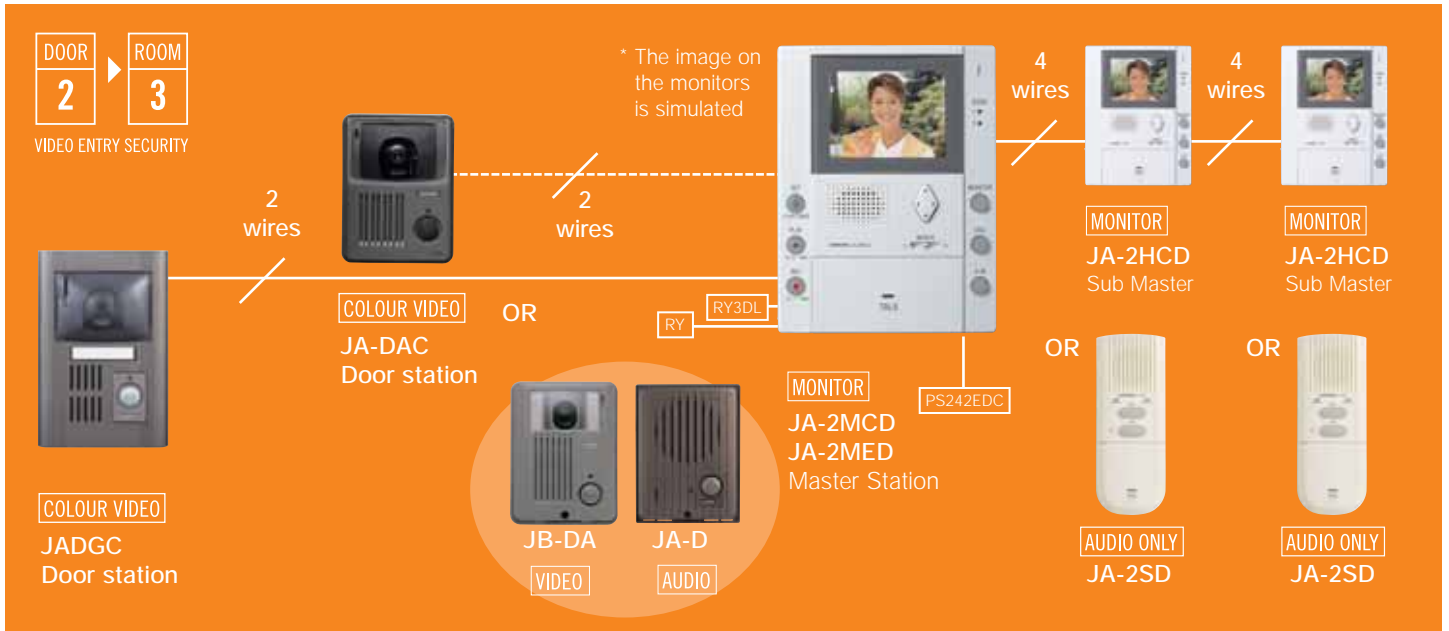 DOOR
2
ROOM
3
VIDEO ENTRY SECURITY
* The image on
the monitors
is simulated
2
wires
2
wires
4
wires
4
wires
COLOUR VIDEO
JADGC
Door station
COLOUR VIDEO
JA-DAC
Door station
OR
JB-DA
VIDEO
JA-D
AUDIO
RY3DL
RY
PS242EDC
MONITOR
JA-2MCD
JA-2MED
Master Station
MONITOR
JA-2HCD
Sub Master
MONITOR
JA-2HCD
Sub Master
OR
AUDIO ONLY
JA-2SD
OR
AUDIO ONLY
JA-2SD